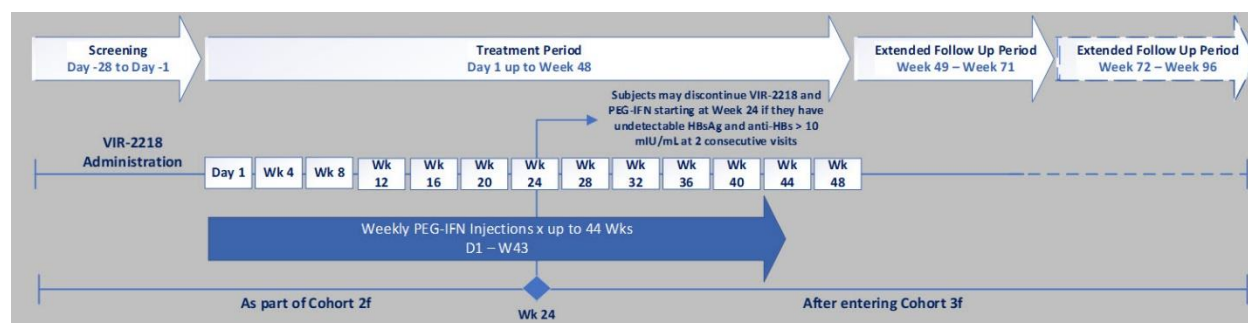 Screening
Day -28 to Day -1
Treatment Period
Day 1 up to Week 48
Extended Follow Up Period
Week 49 – Week 71
Extended Follow Up Period
Week 72 – Week 96
Subjects may discontinue VIR-2218 and
PEG-IFN starting at Week 24 if they have
undetectable HBsAg and anti-HBs > 10
mIU/mL at 2 consecutive visits
VIR-2218
Administration
Day 1
Wk 4
Wk 8
Wk
12
Wk
16
Wk
20
Wk
24
Wk
28
Wk
32
Wk
36
Wk
40
Wk
44
Wk
48
Weekly PEG-IFN Injections x up to 44 Wks
D1 – W43
As part of Cohort 2f
Wk 24
After entering Cohort 3f